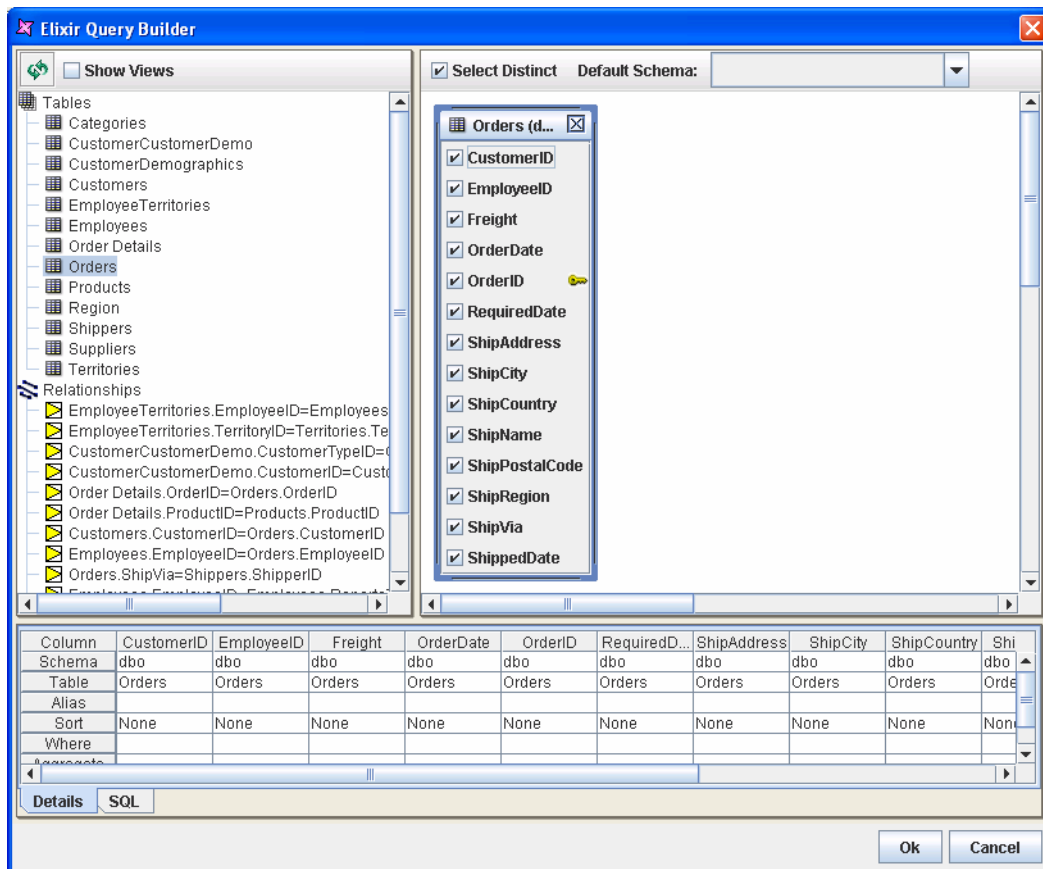 Elixir Query Builder
Show Views
Tables
Categories
CustomerCustomerDemo
CustomerDemographics
Customers
EmployeeTerritories
Employees
Order Details
Orders
Products
Region
Shippers
Suppliers
Territories
Relationships
EmployeeTerritories.EmployeeID=Employees
EmployeeTerritories.TerritoryID=Territories.Te
CustomerCustomerDemo.CustomerTypeID=
CustomerCustomerDemo.CustomerID=Custo
Order Details.OrderID=Orders.OrderID
Order Details.ProductID=Products.ProductID
Customers.CustomerID=Orders.CustomerID
Employees.EmployeeID=Orders.EmployeeID
Orders.ShipVia=Shippers.ShipperID
Select Distinct Default Schema:
Orders (d...
CustomerID
EmployeeID
Freight
OrderDate
OrderID
RequiredDate
ShipAddress
ShipCity
ShipCountry
ShipName
ShipPostalCode
ShipRegion
ShipVia
ShippedDate
Column CustomerID EmployeeID Freight OrderDate OrderID RequiredD... ShipAddress ShipCity ShipCountry Shi
Schema dbo dbo dbo dbo dbo dbo dbo dbo dbo dbo
Table Orders Orders Orders Orders Orders Orders Orders Orders Orders Orde
Alias
Sort None None None None None None None None None Non
Where
Aggregate
Details SQL
Ok Cancel